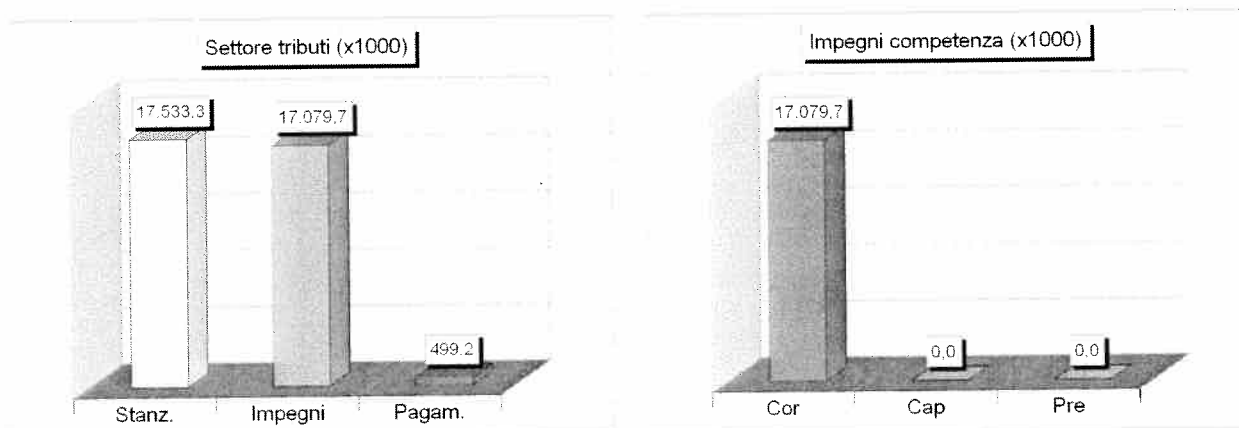 Settore tributi (x1000)
17.533,3
17.079,7
499,2
Stanz.
Impegni
Pagam.
Impegni competenza (x1000)
17.079,7
0,0
0,0
Cor
Cap
Pre